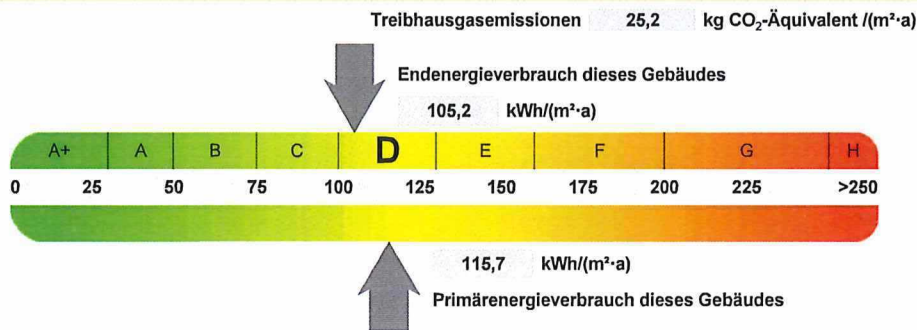 Treibhausgasemissionen 25,2 kg CO₂-Äquivalent /(m²·a)
Endenergieverbrauch dieses Gebäudes
105,2 kWh/(m²·a)
A+ A B C D E F G H
0 25 50 75 100 125 150 175 200 225 >250
115,7 kWh/(m²·a)
Primärenergieverbrauch dieses Gebäudes